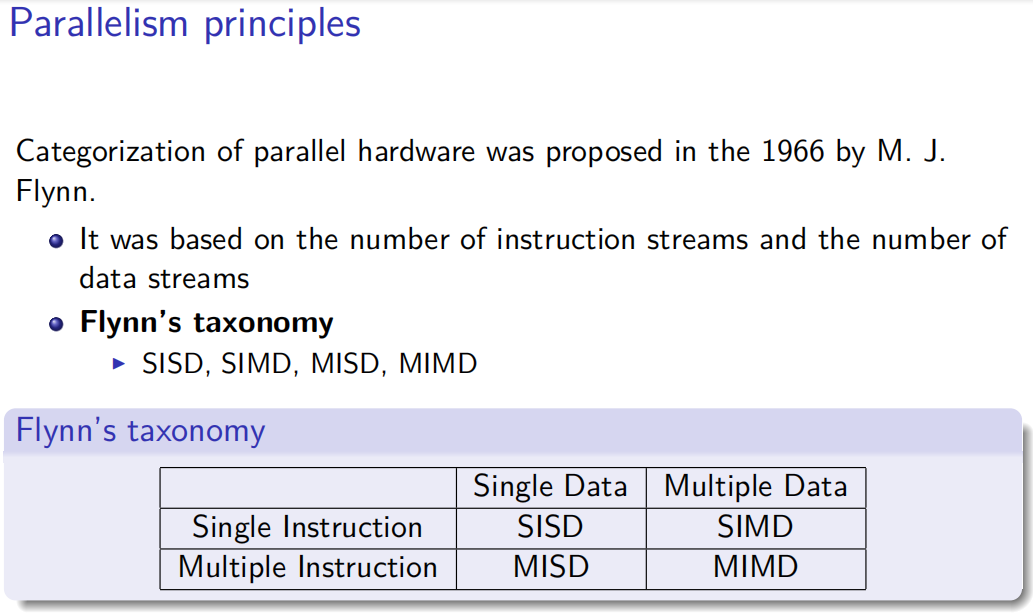 Parallelism principles
Categorization of parallel hardware was proposed in the 1966 by M. J.
Flynn.
It was based on the number of instruction streams and the number of
data streams
Flynn's taxonomy
SISD, SIMD, MISD, MIMD
Flynn's taxonomy
Single Data Multiple Data
Single Instruction SISD SIMD
Multiple Instruction MISD MIMD